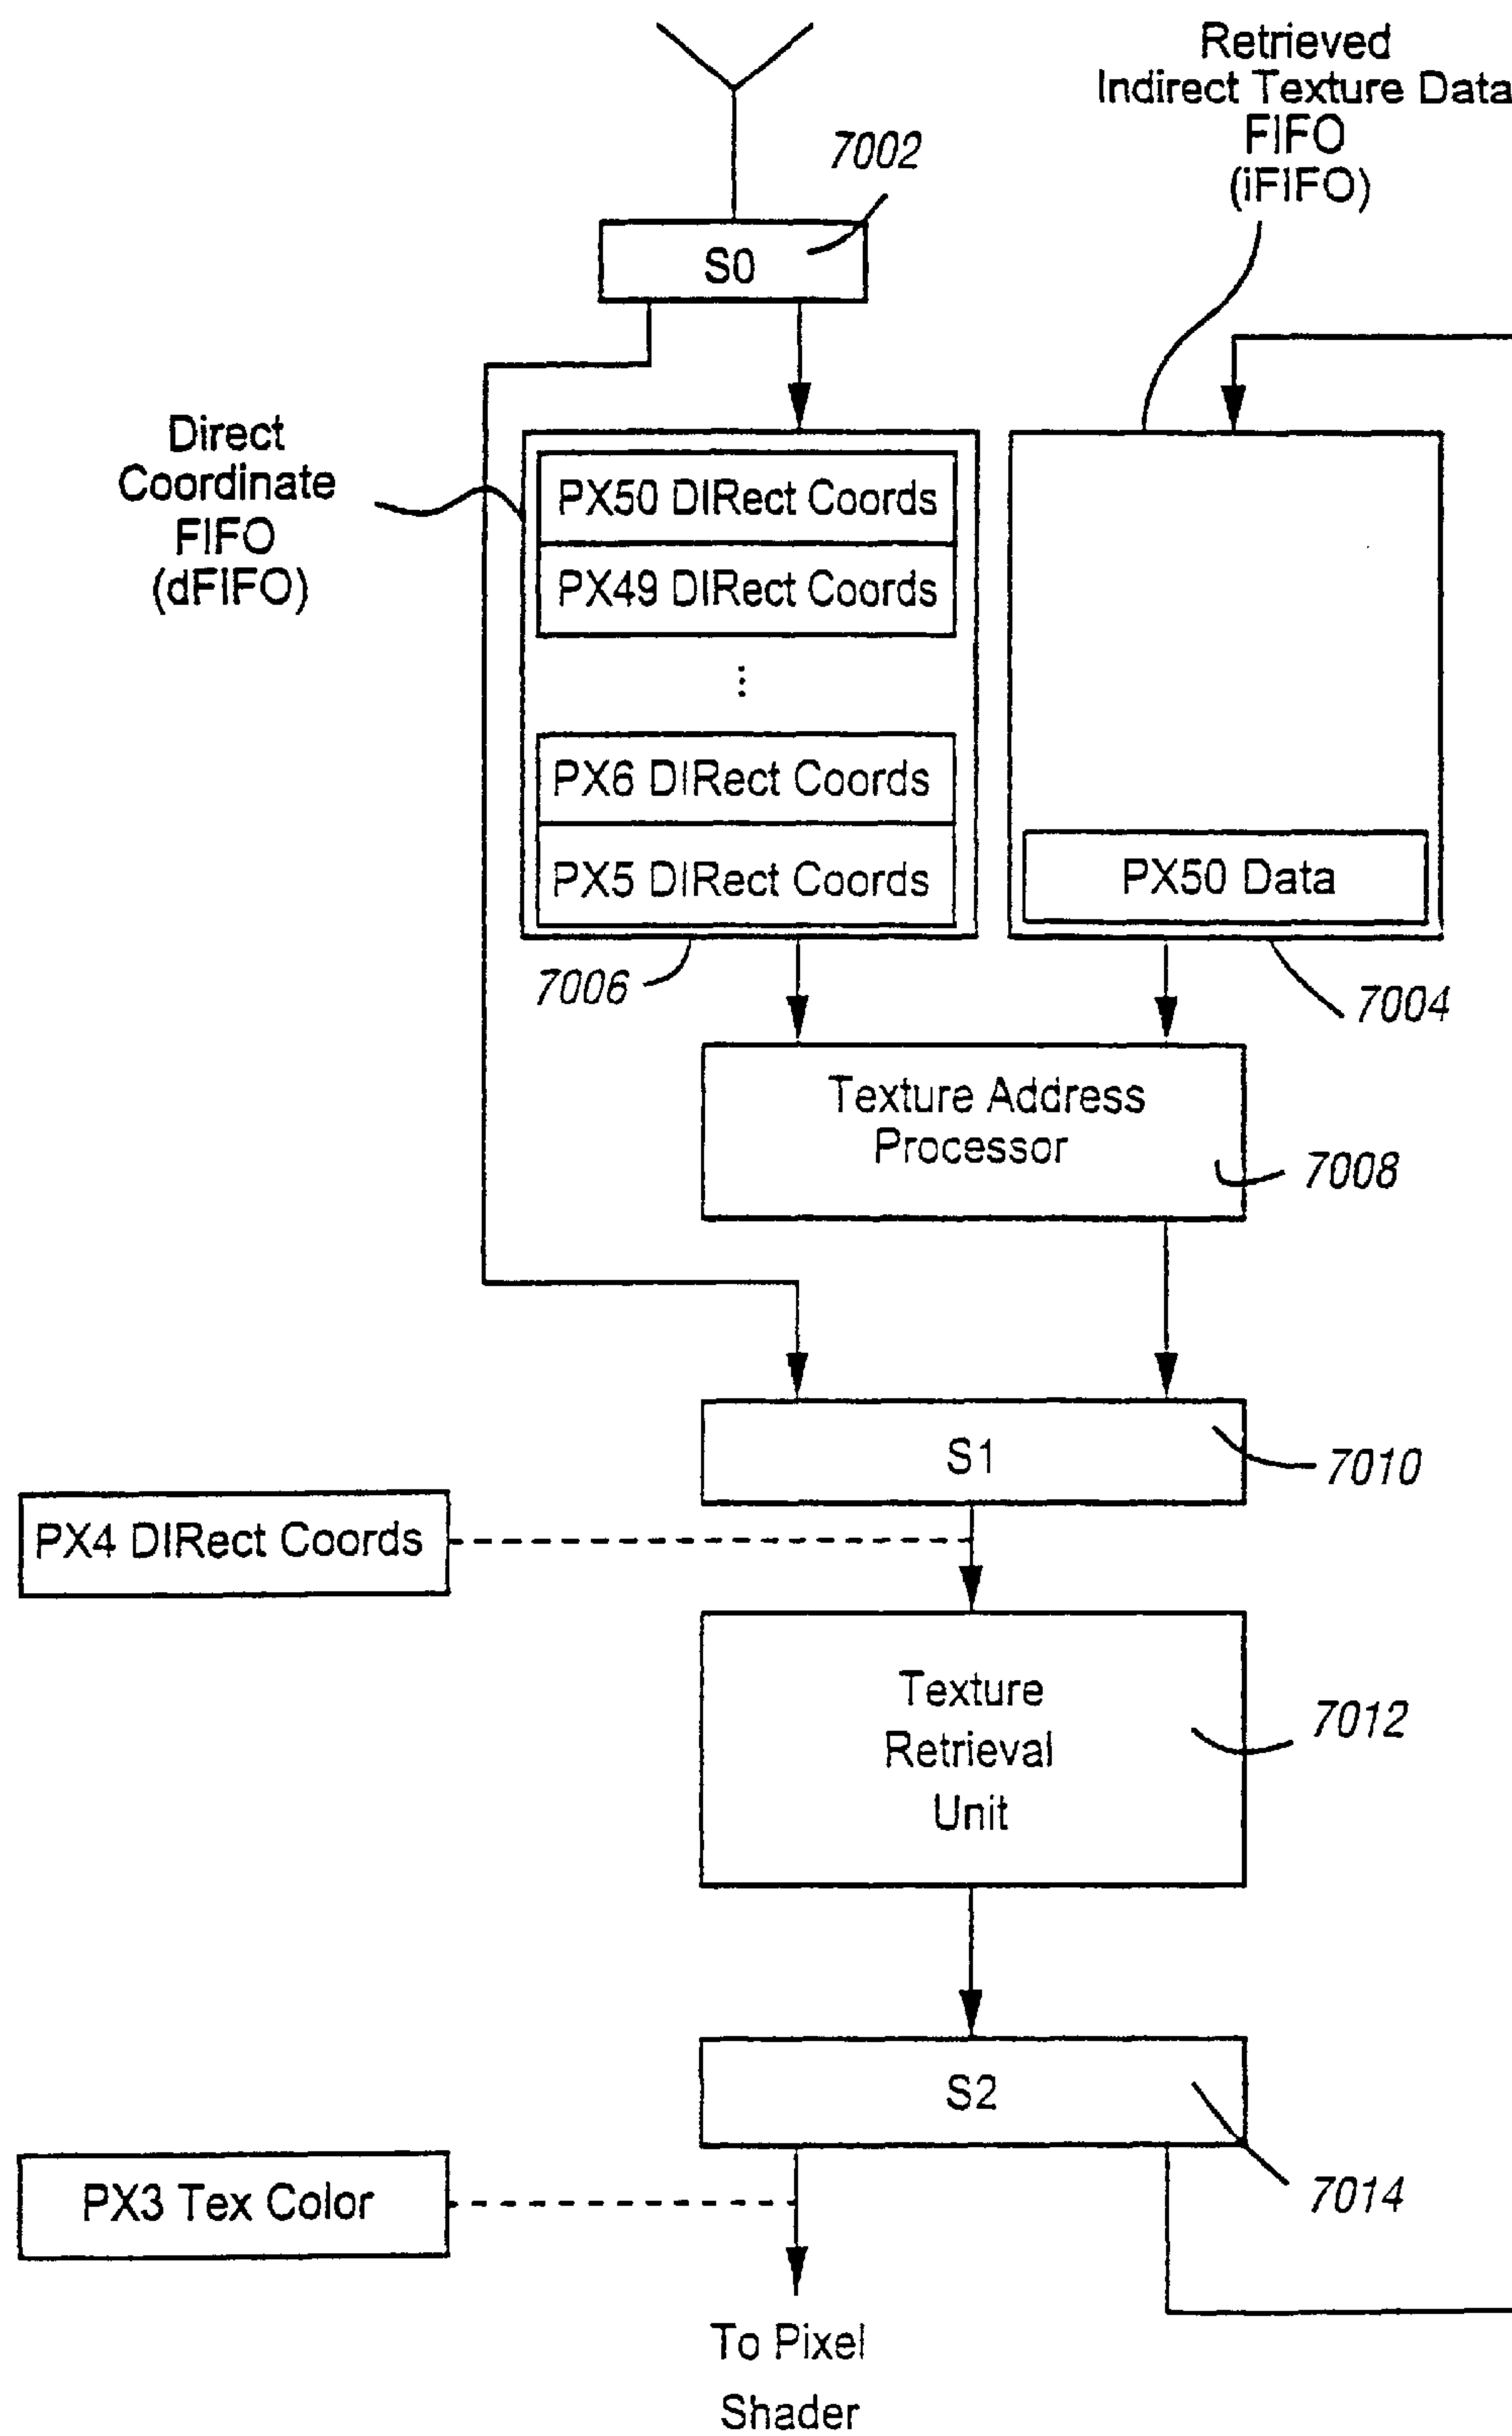 Retrieved
Indirect Texture Data
FIFO
(iFIFO)
7002
S0
Direct
Coordinate
FIFO
(dFIFO)
PX50 DIRect Coords
PX49 DIRect Coords
⋮
PX6 DIRect Coords
PX5 DIRect Coords
PX50 Data
7006
7004
Texture Address
Processor
7008
S1
7010
PX4 DIRect Coords
Texture
Retrieval
Unit
7012
S2
7014
PX3 Tex Color
To Pixel
Shader